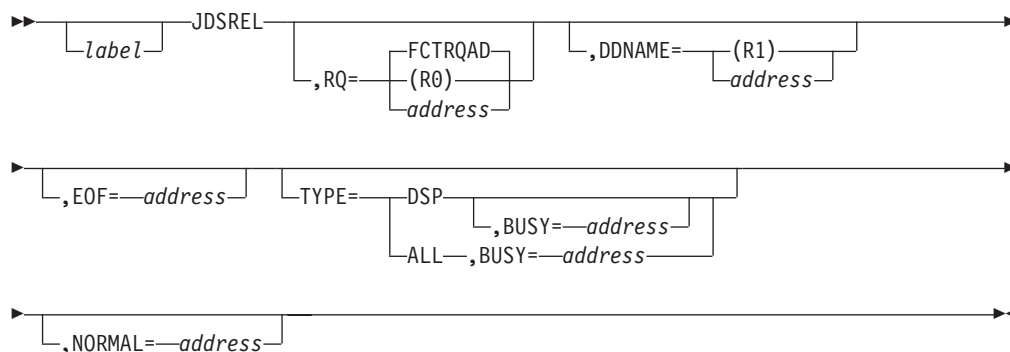 label JDSREL
,RQ= FCTRQAD
(R0)
address
,DDNAME= (R1)
address
,EOF= address
TYPE= DSP
,BUSY= address
ALL ,BUSY= address
,NORMAL= address